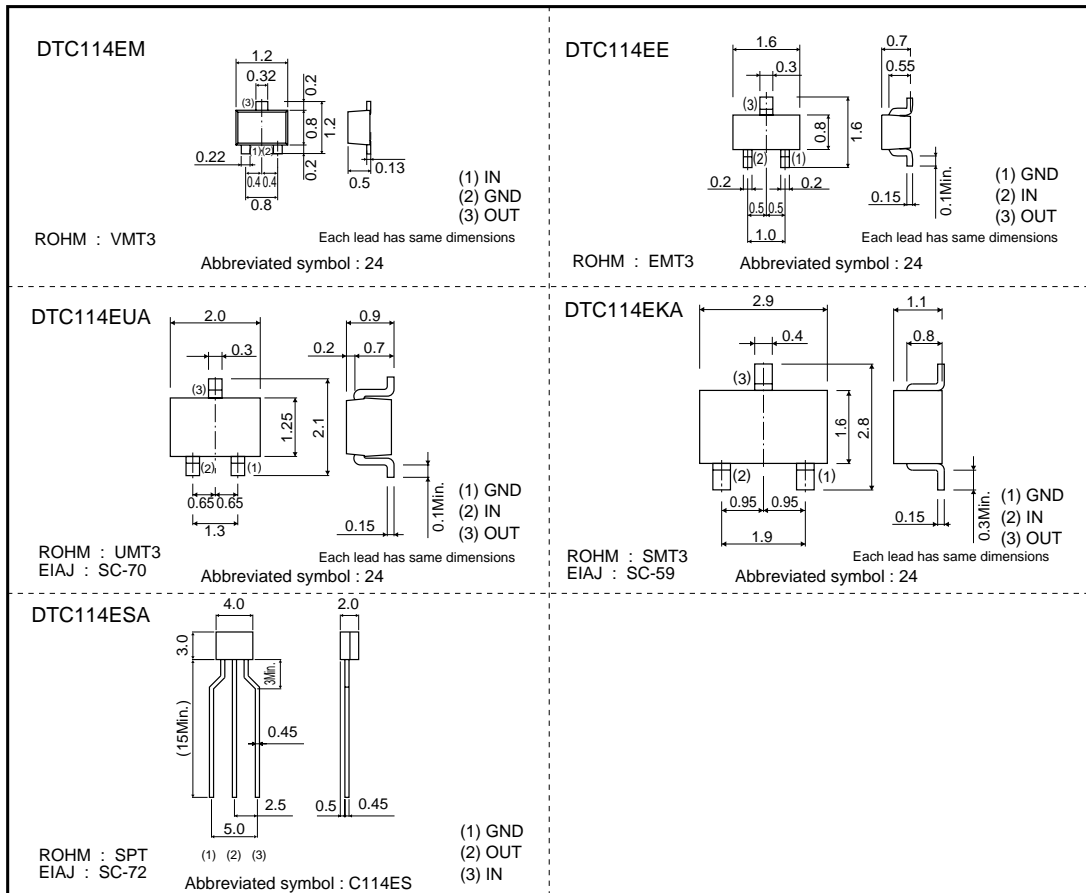 DTC114EM
1.2
0.32
0.2
(3)
0.8
1.2
(1) (2)
0.22
0.2
0.4 0.4
0.8
0.13
0.5
(1) IN
(2) GND
(3) OUT
ROHM : VMT3
Each lead has same dimensions
Abbreviated symbol : 24
DTC114EE
1.6
0.3
0.7
0.55
(3)
0.8
1.6
(2) (1)
0.2 0.2
0.5 0.5
1.0
0.15
0.1Min.
(1) GND
(2) IN
(3) OUT
Each lead has same dimensions
ROHM : EMT3
Abbreviated symbol : 24
DTC114EUA
2.0
0.3
0.9
0.2 0.7
(3)
1.25
2.1
(2) (1)
0.65 0.65
1.3
0.15
0.1Min.
(1) GND
(2) IN
(3) OUT
ROHM : UMT3
EIAJ : SC-70
Each lead has same dimensions
Abbreviated symbol : 24
DTC114EKA
2.9
0.4
1.1
0.8
(3)
1.6
2.8
(2) (1)
0.95 0.95
1.9
0.15
0.3Min.
(1) GND
(2) IN
(3) OUT
ROHM : SMT3
EIAJ : SC-59
Each lead has same dimensions
Abbreviated symbol : 24
DTC114ESA
4.0
2.0
3.0
3Min.
(15Min.)
0.45
2.5
5.0
0.5 0.45
(1) (2) (3)
(1) GND
(2) OUT
(3) IN
ROHM : SPT
EIAJ : SC-72
Abbreviated symbol : C114ES